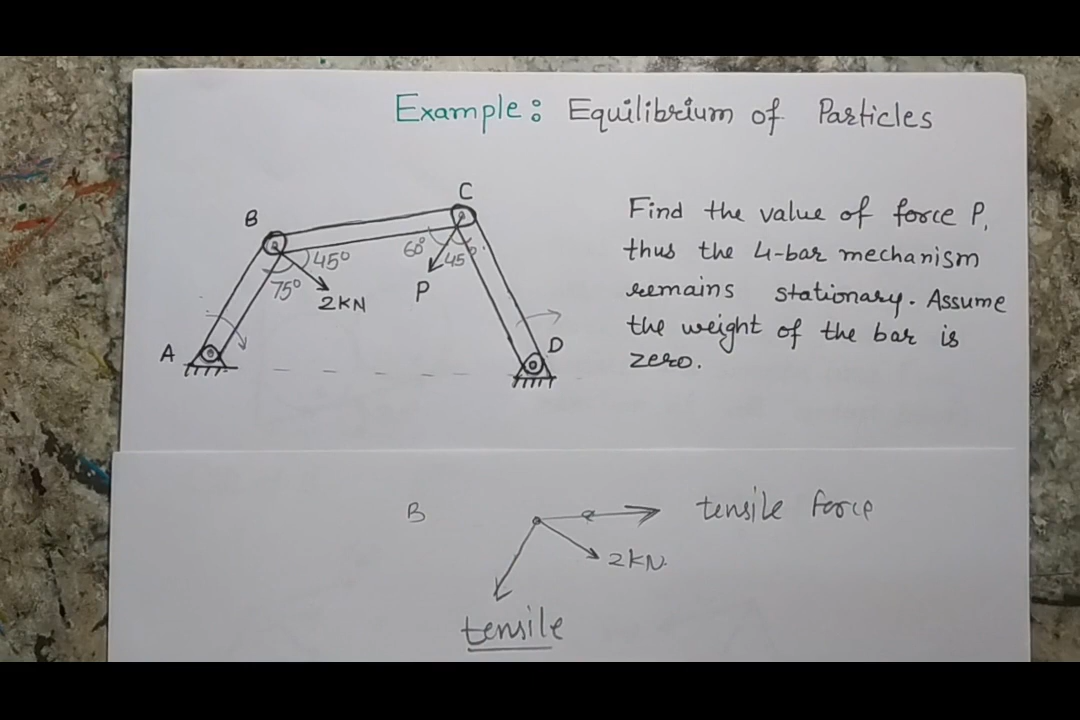 Example: Equilibrium of Particles
Find the value of force P,
thus the 4-bar mechanism
remains stationary. Assume
the weight of the bar is
zero.
C
B
60°
45°
45°
75°
P
2KN
A
D
B
tensile force
2KN.
tensile